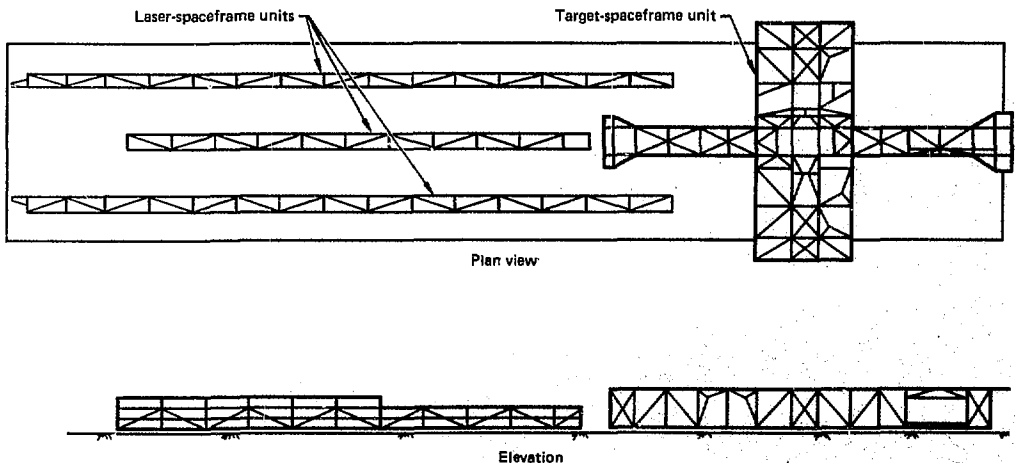 Laser-spaceframe units
Target-spaceframe unit
Plan view
Elevation